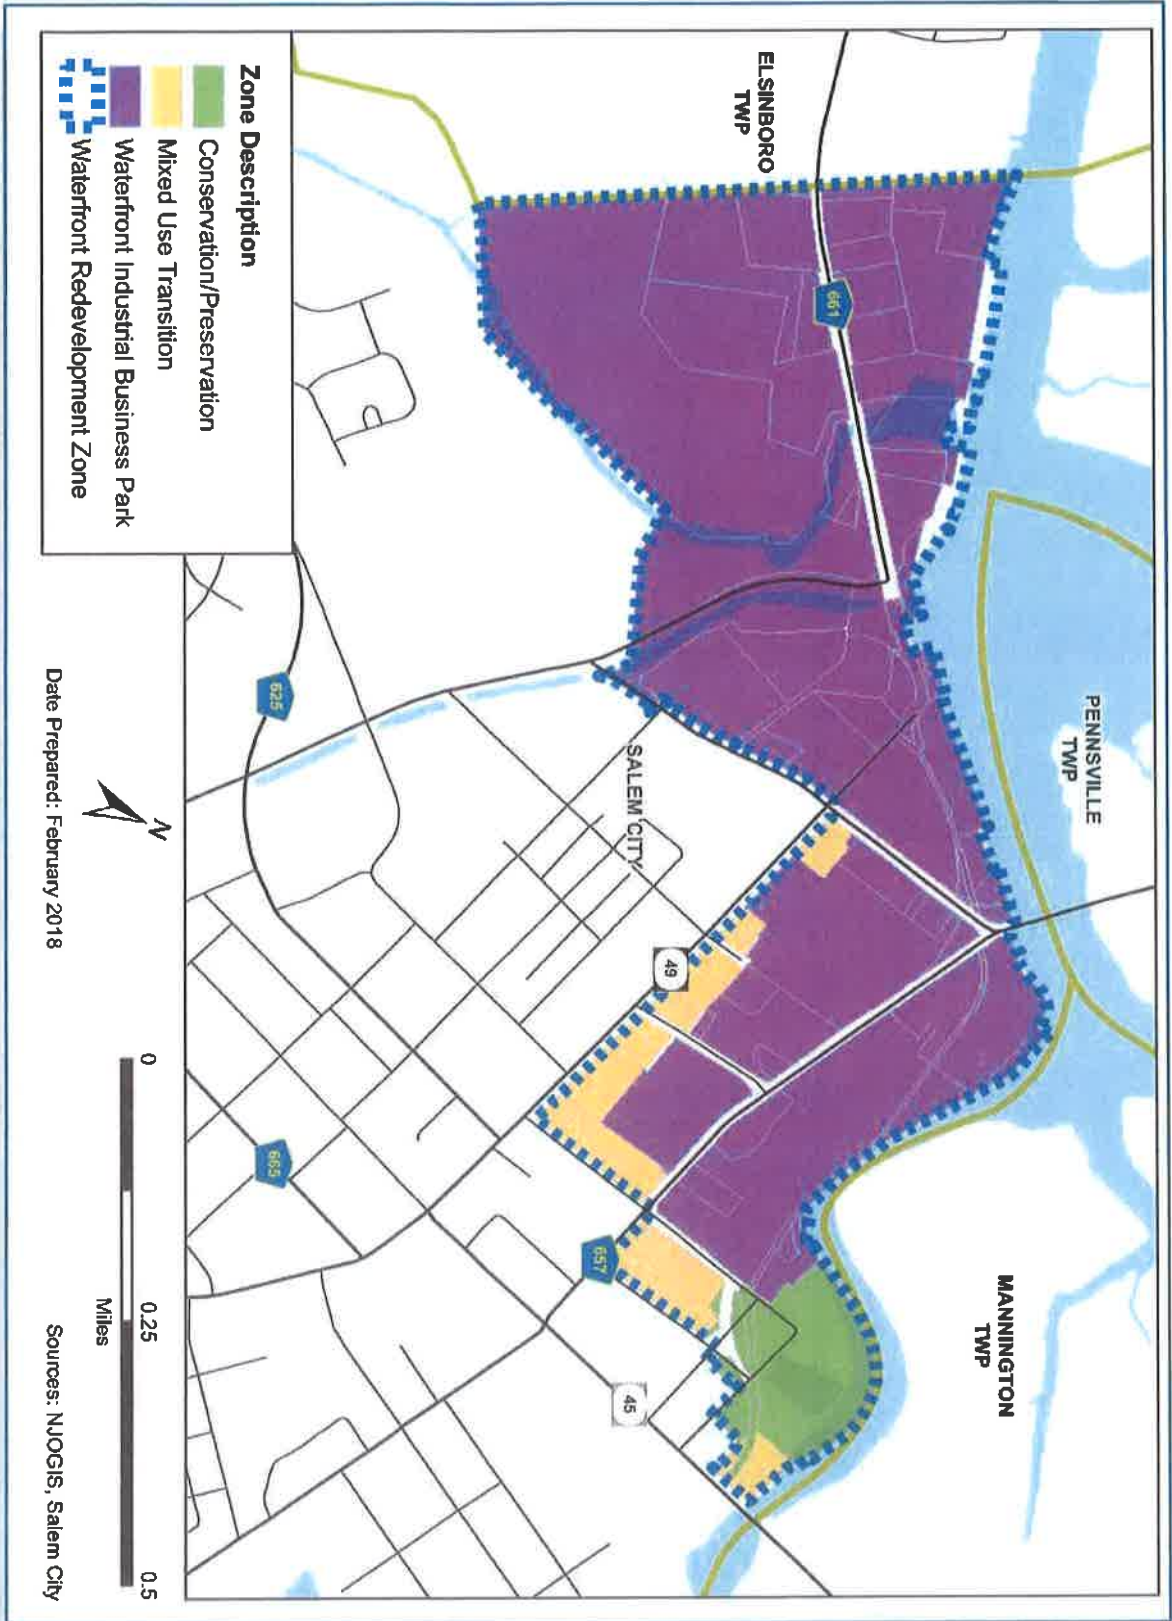 ELSINBORO
TWP
PENNSVILLE
TWP
MANNINGTON
TWP
661
SALEM CITY
49
657
45
625
665
Zone Description
Conservation/Preservation
Mixed Use Transition
Waterfront Industrial Business Park
Waterfront Redevelopment Zone
N
0
0.25
0.5
Miles
Date Prepared: February 2018
Sources: NJOGIS, Salem City